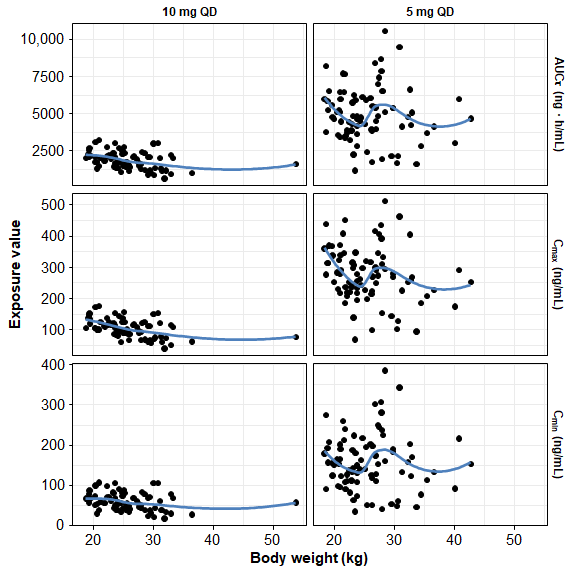 10 mg QD 5 mg QD
10,000
7500
5000
2500
AUCτ (ng · h/mL)
500
400
300
200
100
Cmax (ng/mL)
400
300
200
100
0
Cmin (ng/mL)
Exposure value
20 30 40 50 20 30 40 50
Body weight (kg)